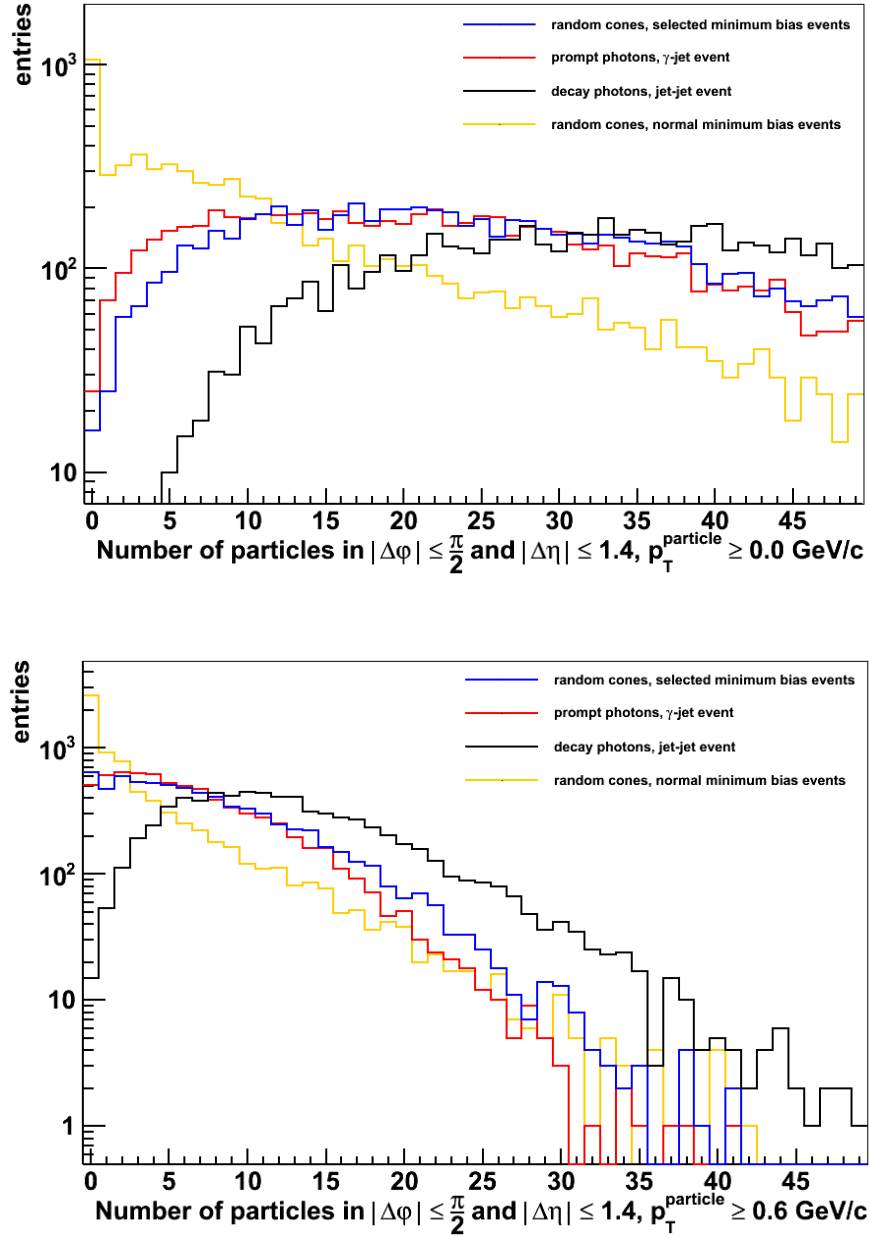 entries
10³
10²
10
random cones, selected minimum bias events
prompt photons, γ-jet event
decay photons, jet-jet event
random cones, normal minimum bias events
0 5 10 15 20 25 30 35 40 45
Number of particles in |Δφ| ≤ π/2 and |Δη| ≤ 1.4, p_T^particle ≥ 0.0 GeV/c
entries
10³
10²
10
1
random cones, selected minimum bias events
prompt photons, γ-jet event
decay photons, jet-jet event
random cones, normal minimum bias events
0 5 10 15 20 25 30 35 40 45
Number of particles in |Δφ| ≤ π/2 and |Δη| ≤ 1.4, p_T^particle ≥ 0.6 GeV/c